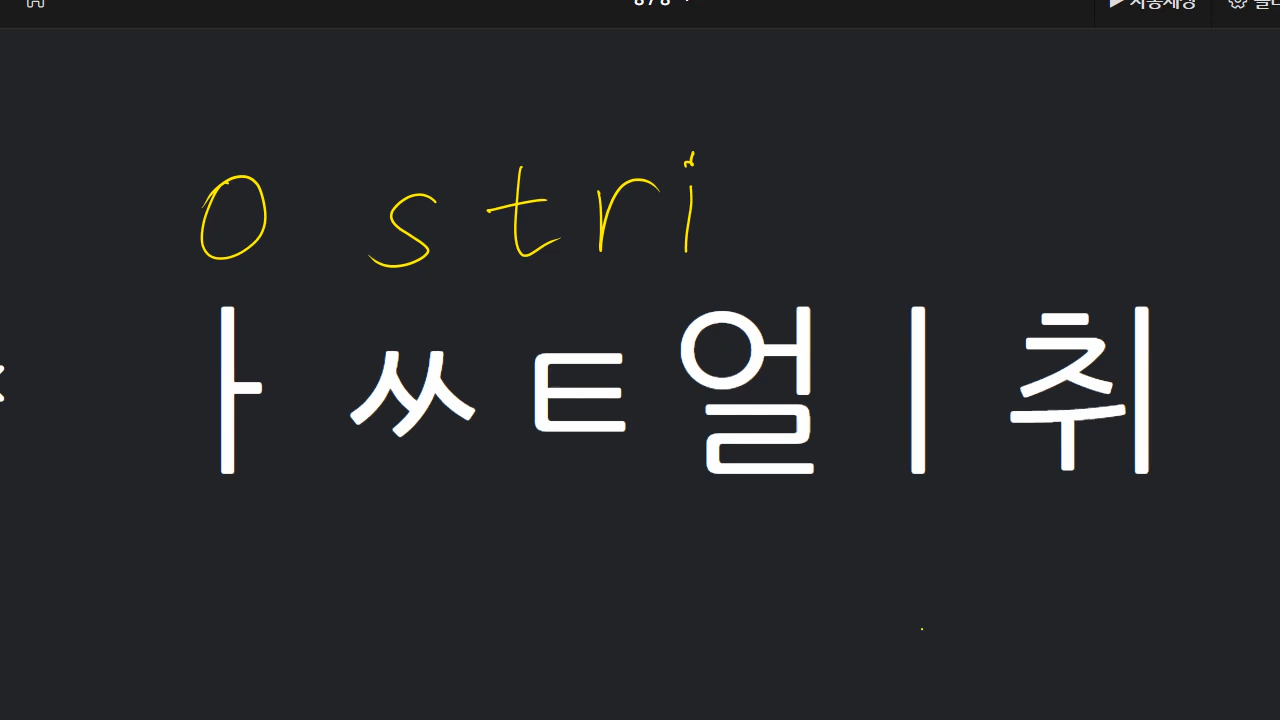 o stri
ㅏ ㅆ ㅌ 얼 ㅣ 취